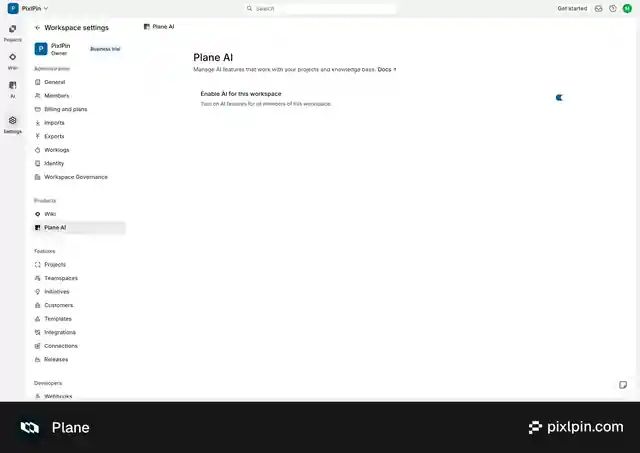 PixlPin
Search
Get started
M
Projects
Wiki
AI
Settings
Workspace settings
P
PixlPin
Owner
Business trial
Administration
General
Members
Billing and plans
Imports
Exports
Worklogs
Identity
Workspace Governance
Products
Wiki
Plane AI
Features
Projects
Teamspaces
Initiatives
Customers
Templates
Integrations
Connections
Releases
Developers
Webhooks
Plane AI
Plane AI
Manage AI features that work with your projects and knowledge base. Docs ↗
Enable AI for this workspace
Turn on AI features for all members of this workspace.
Plane
pixlpin.com